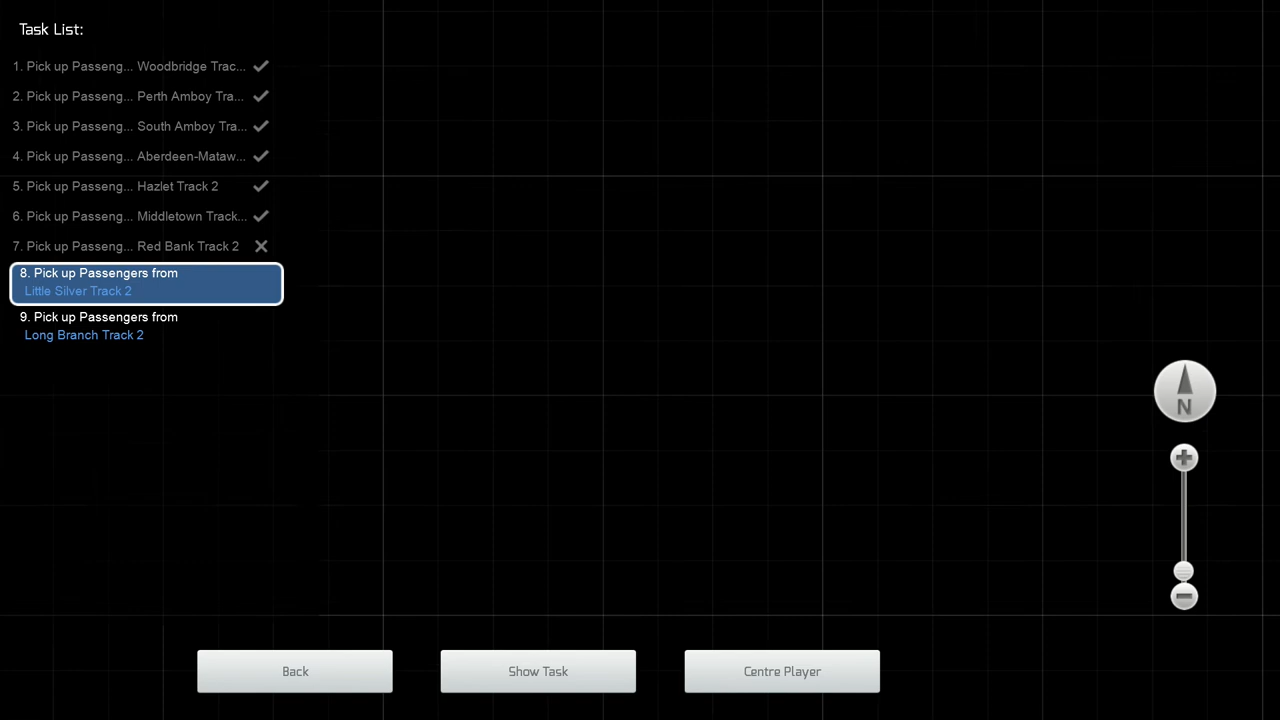 Task List:
1. Pick up Passeng... Woodbridge Trac...
2. Pick up Passeng... Perth Amboy Tra...
3. Pick up Passeng... South Amboy Tra...
4. Pick up Passeng... Aberdeen-Mataw...
5. Pick up Passeng... Hazlet Track 2
6. Pick up Passeng... Middletown Track...
7. Pick up Passeng... Red Bank Track 2
8. Pick up Passengers from
Little Silver Track 2
9. Pick up Passengers from
Long Branch Track 2
N
Back
Show Task
Centre Player